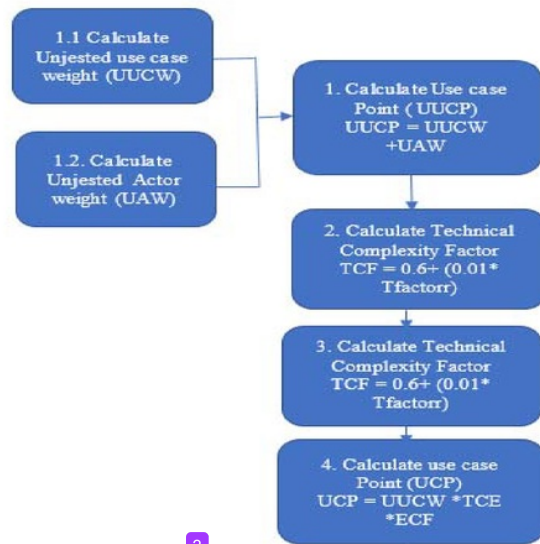 1.1 Calculate
Unjested use case
weight (UUCW)
1.2. Calculate
Unjested Actor
weight (UAW)
1. Calculate Use case
Point ( UUCP)
UUCP = UUCW
+UAW
2. Calculate Technical
Complexity Factor
TCF = 0.6+ (0.01*
Tfactorr)
3. Calculate Technical
Complexity Factor
TCF = 0.6+ (0.01*
Tfactorr)
4. Calculate use case
Point (UCP)
UCP = UUCW *TCE
*ECF